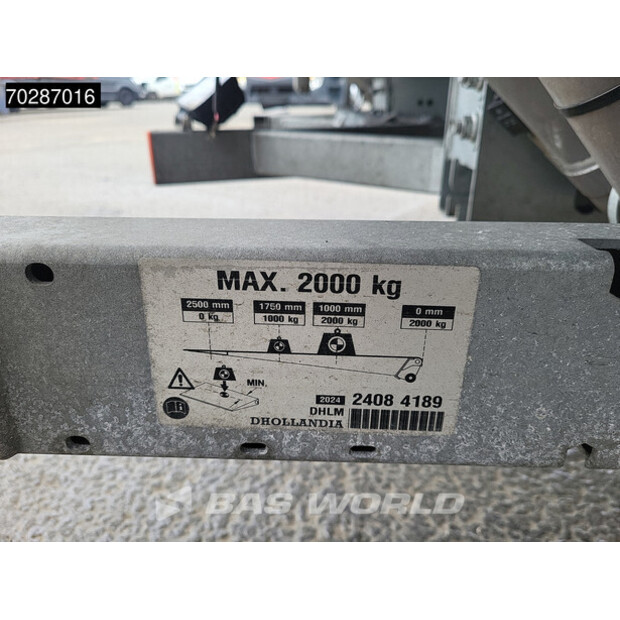 70287016
MAX. 2000 kg
2500 mm 1750 mm 1000 mm 0 mm
0 kg 1000 kg 2000 kg 2000 kg
MIN.
2024 2408 4189
DHLM
DHOLLANDIA
BAS WORLD